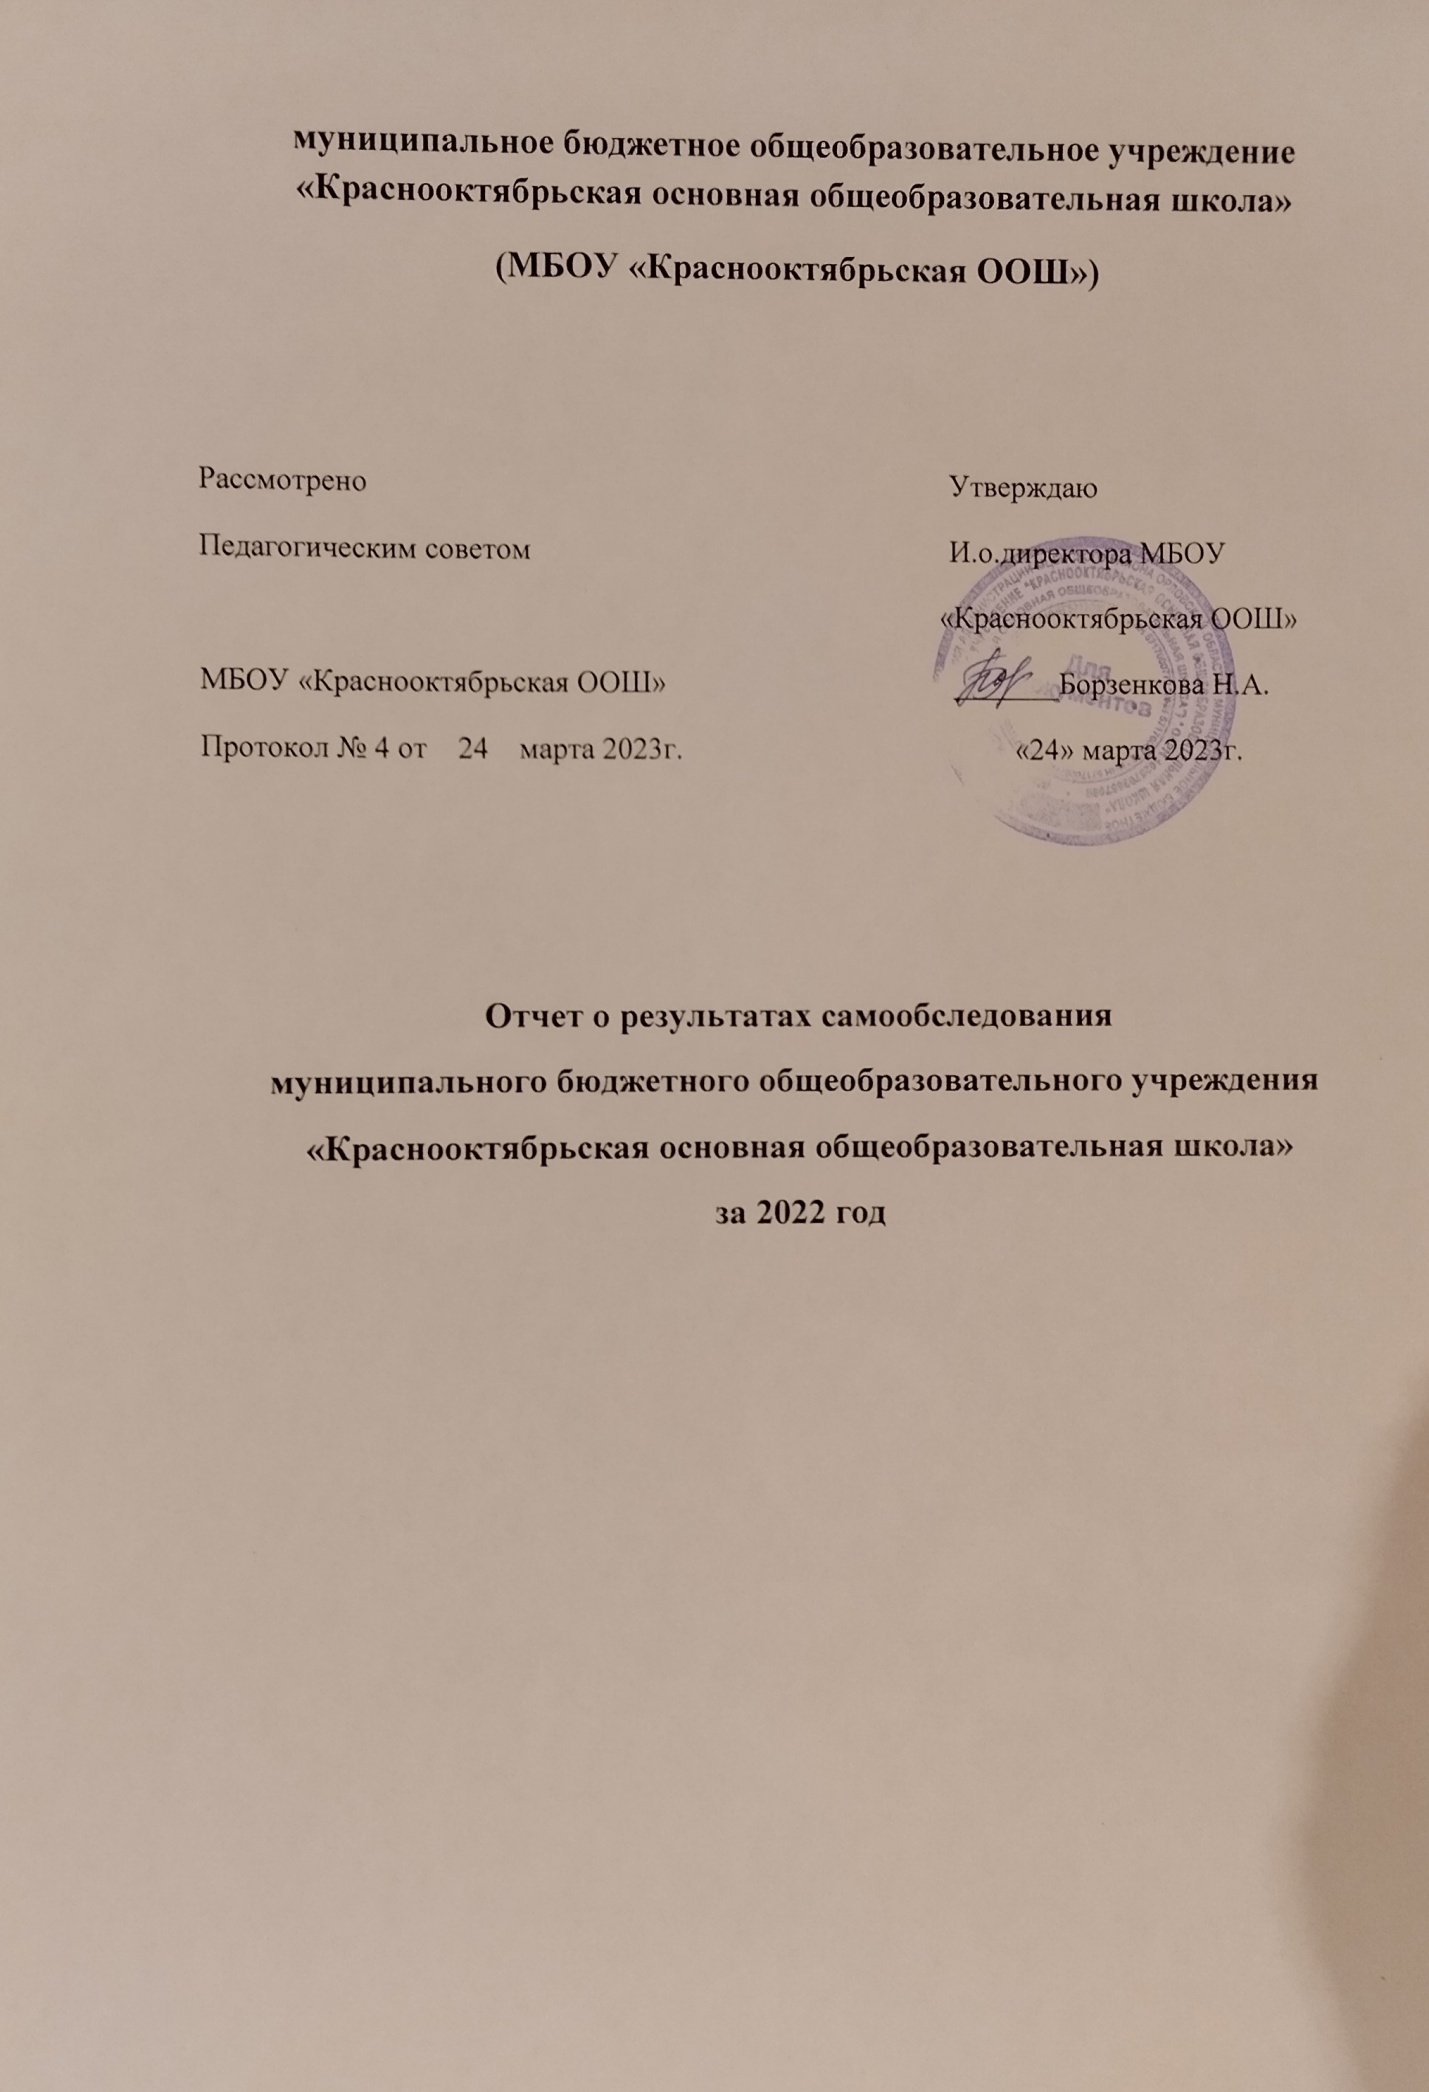 муниципальное бюджетное общеобразовательное учреждение
«Краснооктябрьская основная общеобразовательная школа»
(МБОУ «Краснооктябрьская ООШ»)
Рассмотрено
Педагогическим советом
МБОУ «Краснооктябрьская ООШ»
Протокол № 4 от 24 марта 2023г.
Утверждаю
И.о.директора МБОУ
«Краснооктябрьская ООШ»
Борзенкова Н.А.
«24» марта 2023г.
Для
Отчет о результатах самообследования
муниципального бюджетного общеобразовательного учреждения
«Краснооктябрьская основная общеобразовательная школа»
за 2022 год